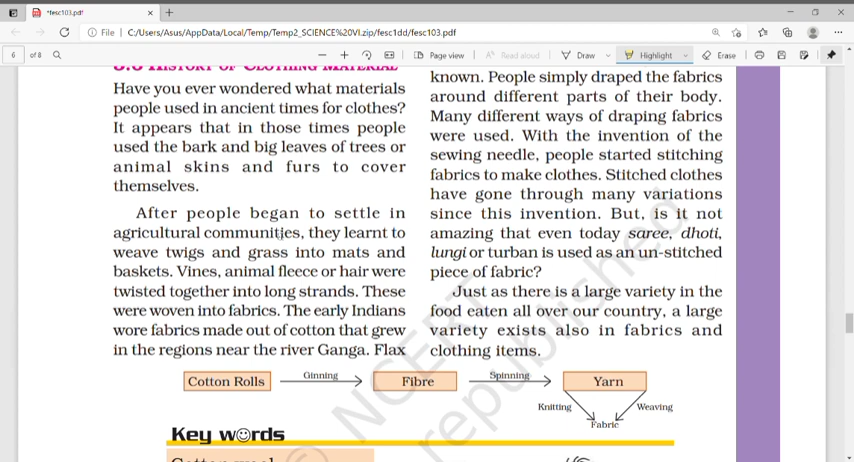 *fesc103.pdf
File | C:/Users/Asus/AppData/Local/Temp/Temp2_SCIENCE%20VI.zip/fesc1dd/fesc103.pdf
6 of 8
Page view
Read aloud
Draw
Highlight
Erase
HISTORY OF CLOTHING MATERIAL
Have you ever wondered what materials
people used in ancient times for clothes?
It appears that in those times people
used the bark and big leaves of trees or
animal skins and furs to cover
themselves.
After people began to settle in
agricultural communities, they learnt to
weave twigs and grass into mats and
baskets. Vines, animal fleece or hair were
twisted together into long strands. These
were woven into fabrics. The early Indians
wore fabrics made out of cotton that grew
in the regions near the river Ganga. Flax
known. People simply draped the fabrics
around different parts of their body.
Many different ways of draping fabrics
were used. With the invention of the
sewing needle, people started stitching
fabrics to make clothes. Stitched clothes
have gone through many variations
since this invention. But, is it not
amazing that even today saree, dhoti,
lungi or turban is used as an un-stitched
piece of fabric?
Just as there is a large variety in the
food eaten all over our country, a large
variety exists also in fabrics and
clothing items.
Cotton Rolls Ginning Fibre Spinning Yarn
Knitting Weaving
Fabric
Key words
© NCERT
republished